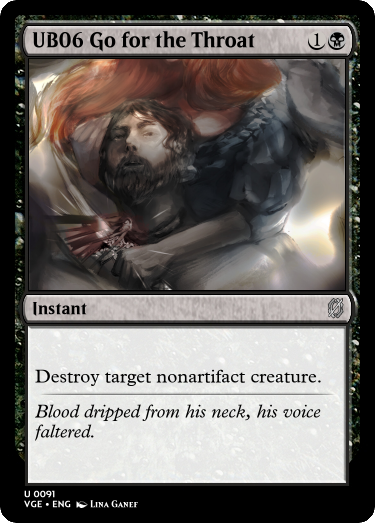 UB06 Go for the Throat 1
Instant
Destroy target nonartifact creature.
Blood dripped from his neck, his voice
faltered.
U 0091
VGE • ENG Lina Ganef